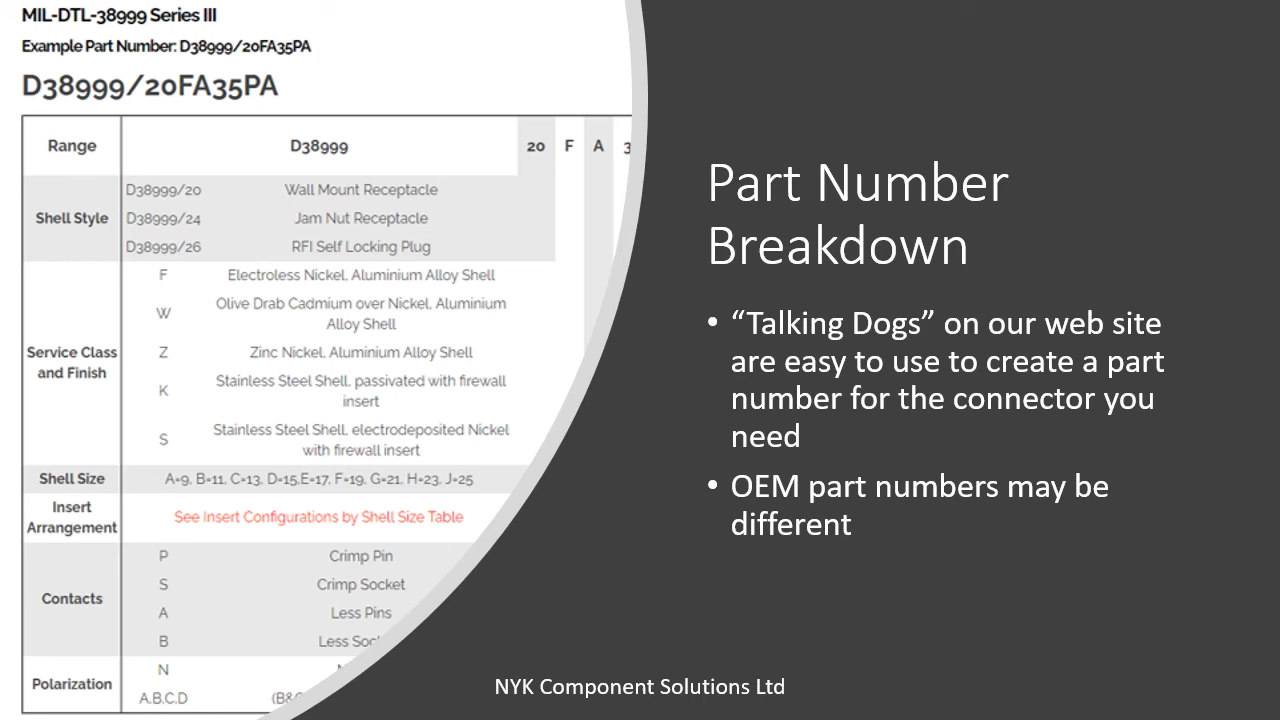 MIL-DTL-38999 Series III
Example Part Number: D38999/20FA35PA
D38999/20FA35PA
Range D38999 20 F A 3
Shell Style
D38999/20 Wall Mount Receptacle
D38999/24 Jam Nut Receptacle
D38999/26 RFI Self Locking Plug
Service Class
and Finish
F Electroless Nickel, Aluminium Alloy Shell
W Olive Drab Cadmium over Nickel, Aluminium
Alloy Shell
Z Zinc Nickel, Aluminium Alloy Shell
K Stainless Steel Shell, passivated with firewall
insert
S Stainless Steel Shell, electrodeposited Nickel
with firewall insert
Shell Size A=9, B=11, C=13, D=15,E=17, F=19, G=21, H=23, J=25
Insert
Arrangement
See Insert Configurations by Shell Size Table
Contacts
P Crimp Pin
S Crimp Socket
A Less Pins
B Less Soc
Polarization
N
A,B,C,D (B&
Part Number
Breakdown
• “Talking Dogs” on our web site
are easy to use to create a part
number for the connector you
need
• OEM part numbers may be
different
NYK Component Solutions Ltd